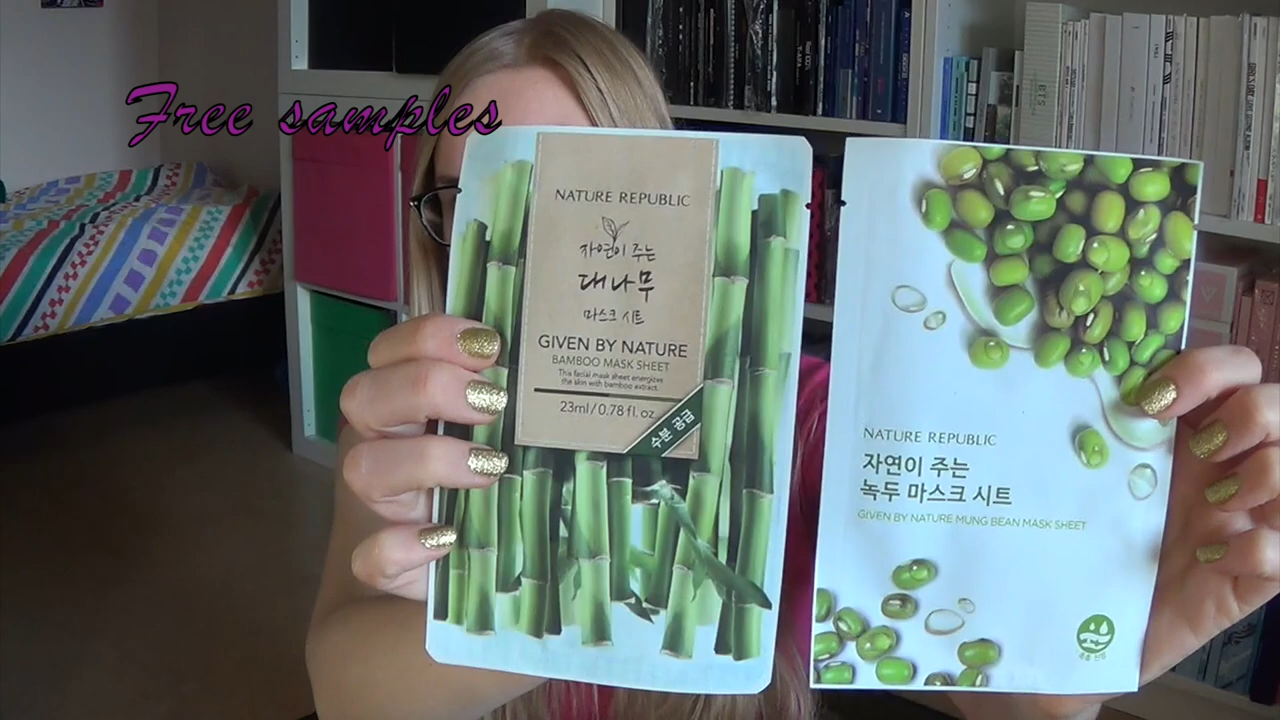 Free samples
NATURE REPUBLIC
자연이 주는
대나무
마스크 시트
GIVEN BY NATURE
BAMBOO MASK SHEET
This facial mask sheet energizes
the skin with bamboo extract.
23ml / 0.78 fl. oz.
수분 공급
NATURE REPUBLIC
자연이 주는
녹두 마스크 시트
GIVEN BY NATURE MUNG BEAN MASK SHEET
BTS